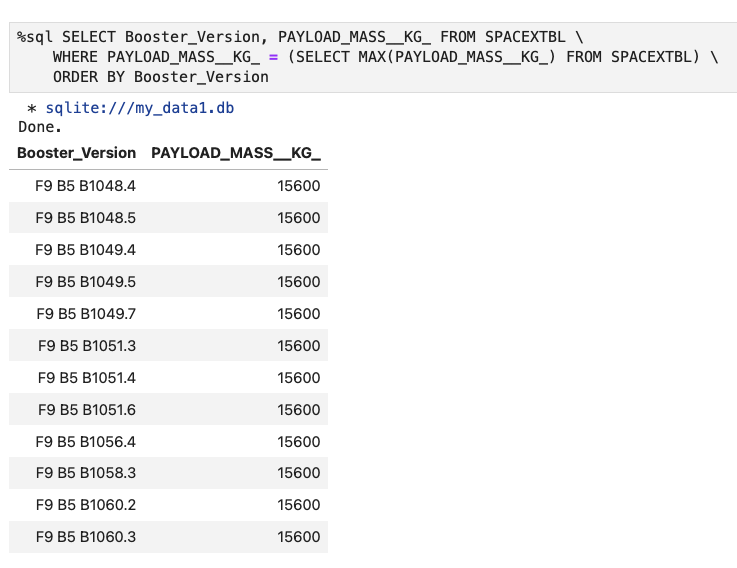 %sql SELECT Booster_Version, PAYLOAD_MASS__KG_ FROM SPACEXTBL \
WHERE PAYLOAD_MASS__KG_ = (SELECT MAX(PAYLOAD_MASS__KG_) FROM SPACEXTBL) \
ORDER BY Booster_Version
* sqlite:///my_data1.db
Done.
Booster_Version PAYLOAD_MASS__KG_
F9 B5 B1048.4 15600
F9 B5 B1048.5 15600
F9 B5 B1049.4 15600
F9 B5 B1049.5 15600
F9 B5 B1049.7 15600
F9 B5 B1051.3 15600
F9 B5 B1051.4 15600
F9 B5 B1051.6 15600
F9 B5 B1056.4 15600
F9 B5 B1058.3 15600
F9 B5 B1060.2 15600
F9 B5 B1060.3 15600